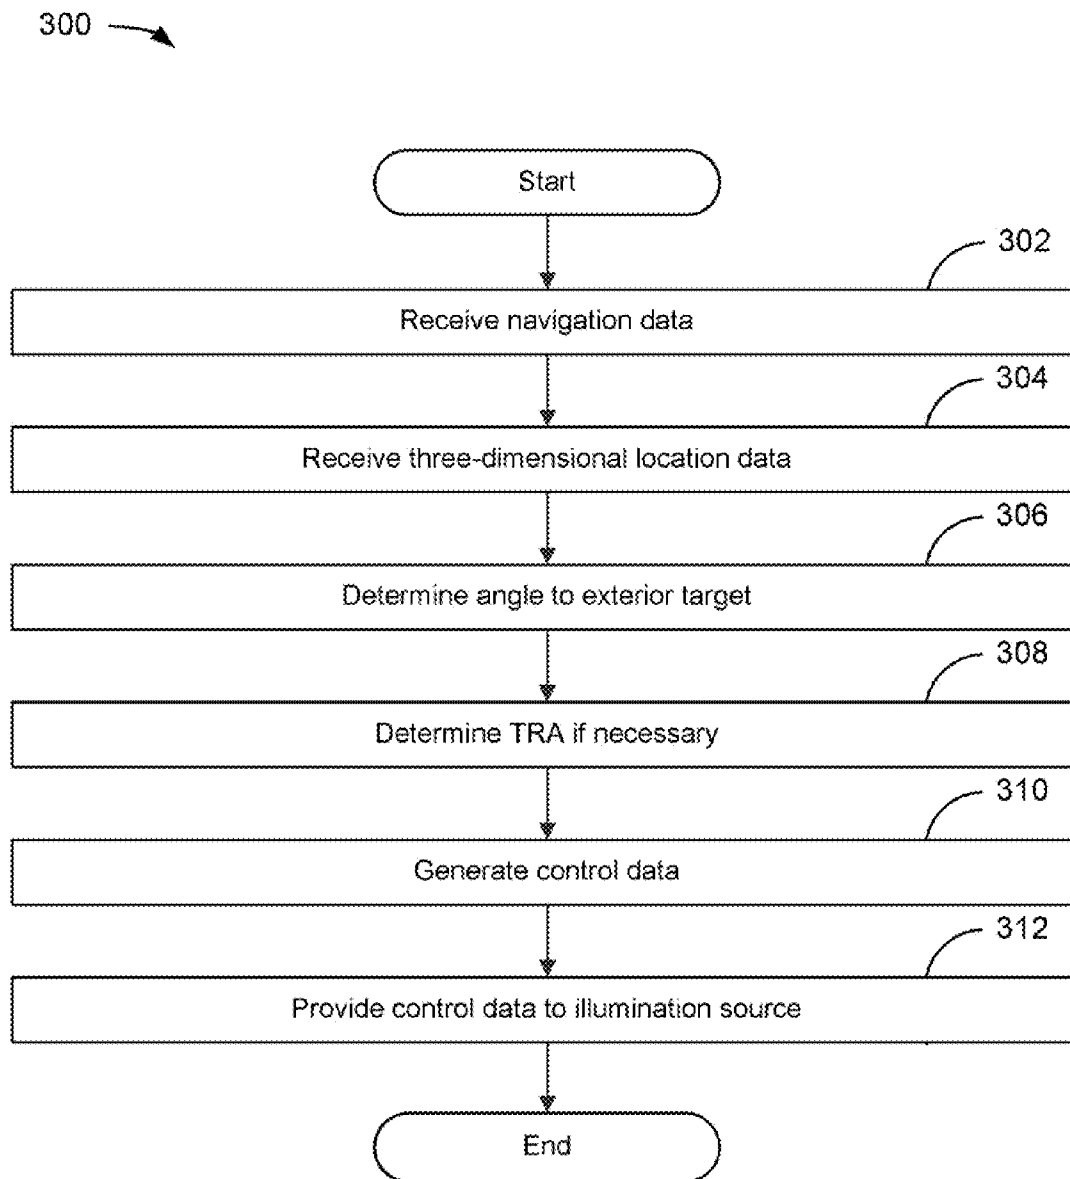 300
Start
302
Receive navigation data
304
Receive three-dimensional location data
306
Determine angle to exterior target
308
Determine TRA if necessary
310
Generate control data
312
Provide control data to illumination source
End